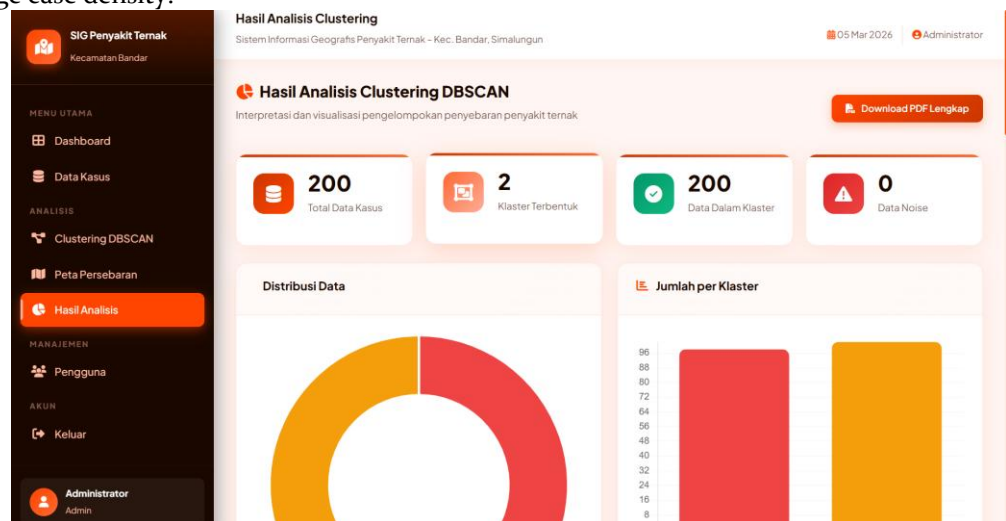 ge case density.
SIG Penyakit Ternak
Kecamatan Bandar
MENU UTAMA
Dashboard
Data Kasus
ANALISIS
Clustering DBSCAN
Peta Persebaran
Hasil Analisis
MANAJEMEN
Pengguna
AKUN
Keluar
Administrator
Admin
Hasil Analisis Clustering
Sistem Informasi Geografis Penyakit Ternak – Kec. Bandar, Simalungun
05 Mar 2026
Administrator
Hasil Analisis Clustering DBSCAN
Interpretasi dan visualisasi pengelompokan penyebaran penyakit ternak
Download PDF Lengkap
200
Total Data Kasus
2
Klaster Terbentuk
200
Data Dalam Klaster
0
Data Noise
Distribusi Data
Jumlah per Klaster
96
88
80
72
64
56
48
40
32
24
16
8